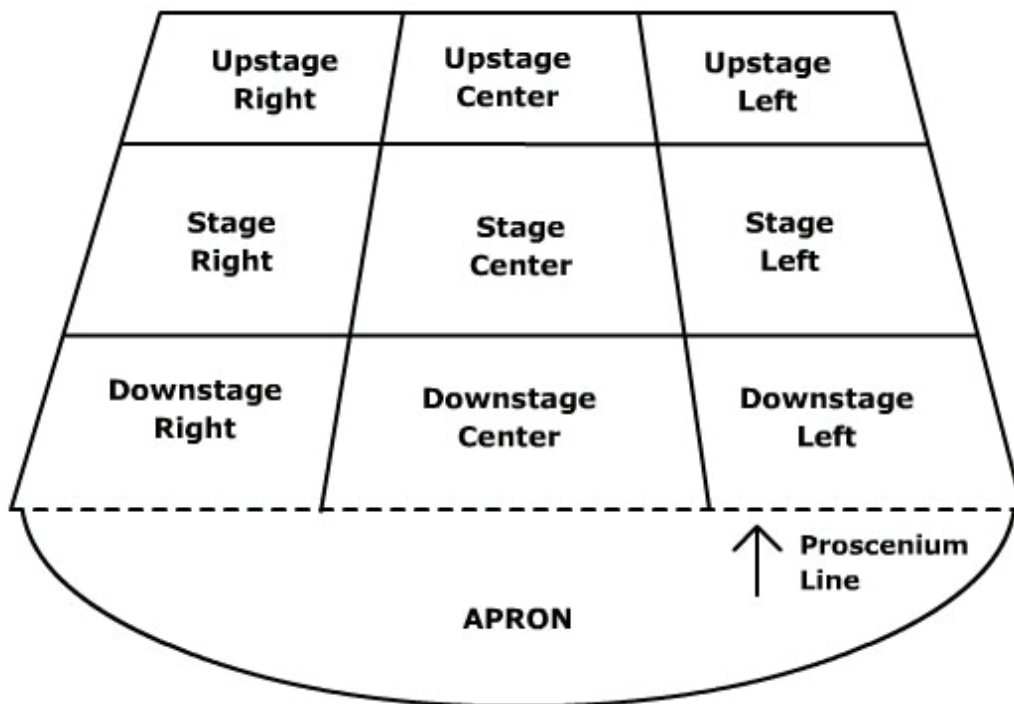 Upstage
Right
Upstage
Center
Upstage
Left
Stage
Right
Stage
Center
Stage
Left
Downstage
Right
Downstage
Center
Downstage
Left
Proscenium
Line
APRON